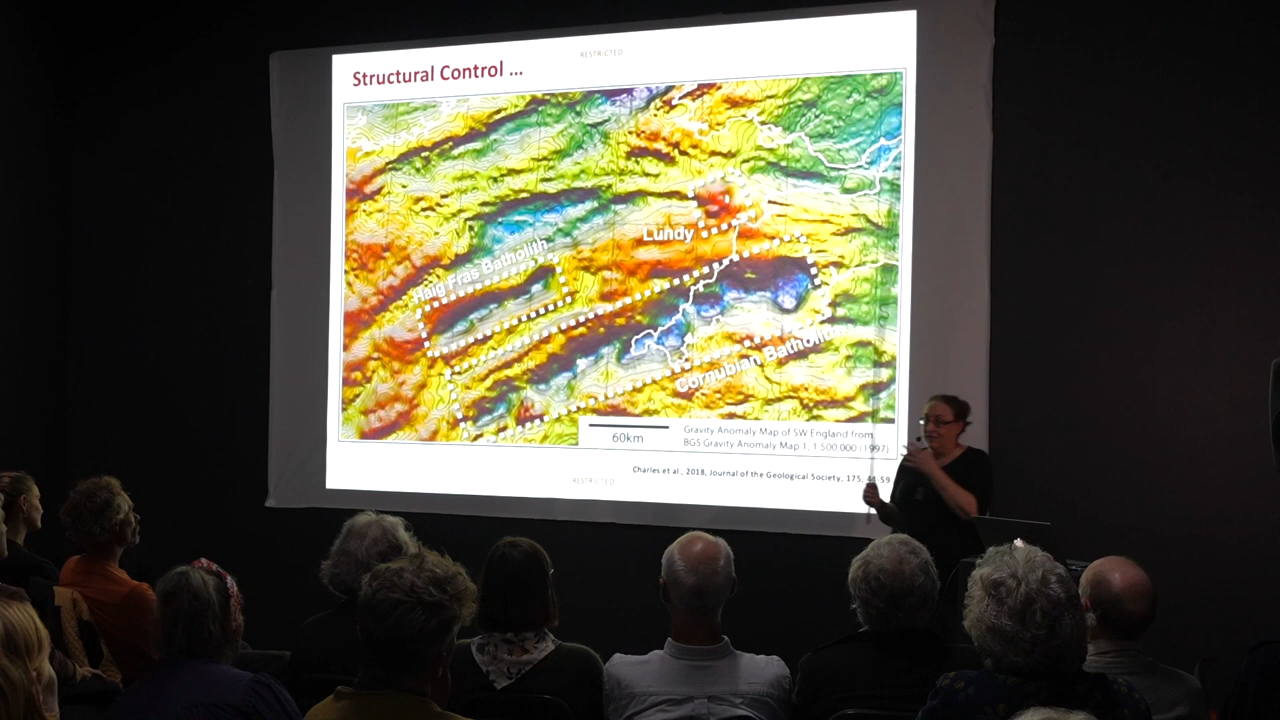 RESTRICTED
Structural Control ...
Lundy
Haig Fras Batholith
Cornubian Batholith
60km
Gravity Anomaly Map of SW England from
BGS Gravity Anomaly Map 1; 1 500,000 (1997)
Charles et al., 2018, Journal of the Geological Society, 175,
RESTRICTED